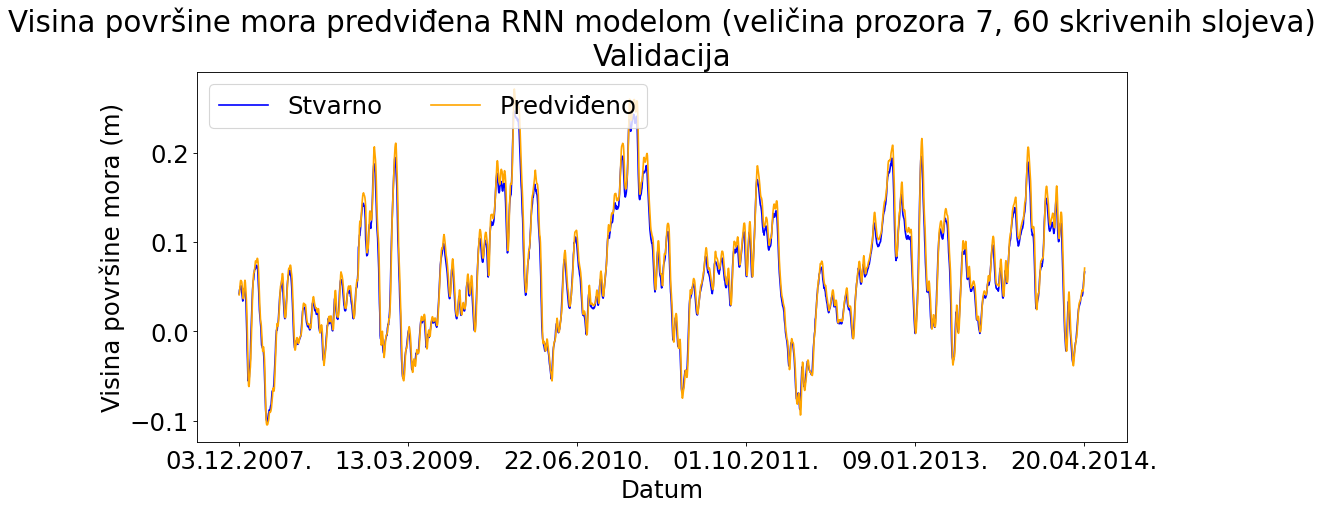 Visina površine mora predviđena RNN modelom (veličina prozora 7, 60 skrivenih slojeva)
Validacija
Stvarno Predviđeno
Visina površine mora (m)
0.2
0.1
0.0
−0.1
03.12.2007. 13.03.2009. 22.06.2010. 01.10.2011. 09.01.2013. 20.04.2014.
Datum